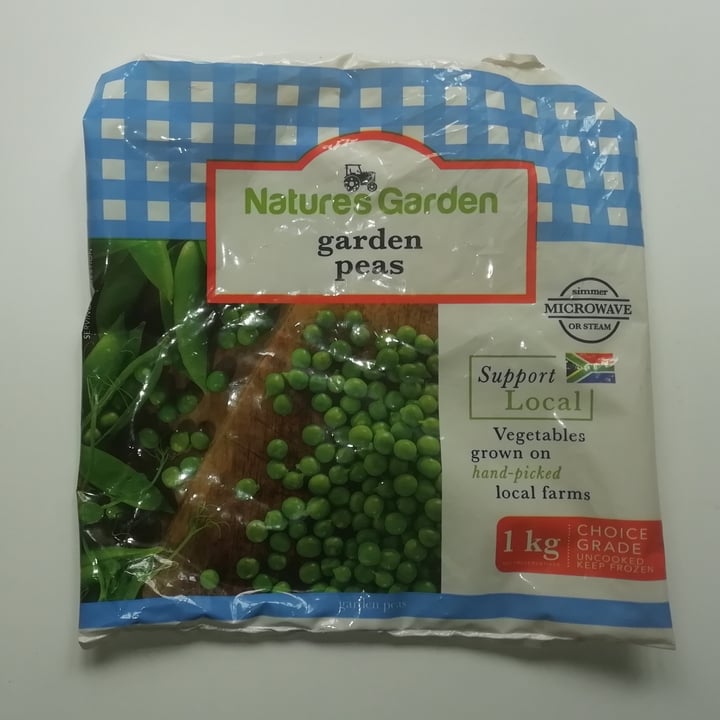 Natures Garden
garden
peas
simmer
MICROWAVE
OR STEAM
Support
Local
Vegetables
grown on
hand-picked
local farms
1 kg
CHOICE
GRADE
UNCOOKED
KEEP FROZEN
garden peas